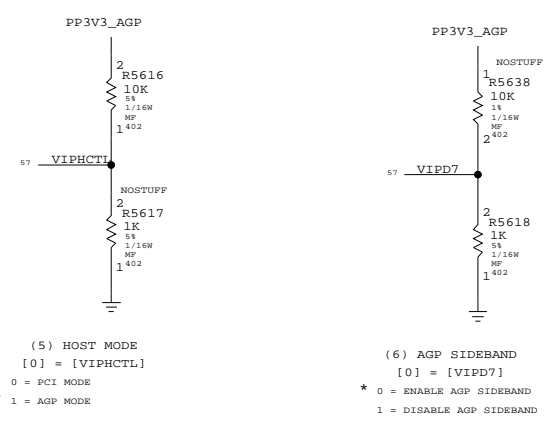 PP3V3_AGP
2
R5616
10K
5%
1/16W
MF
402
1
57 VIPHCTL
NOSTUFF
2
R5617
1K
5%
1/16W
MF
402
1
(5) HOST MODE
[0] = [VIPHCTL]
0 = PCI MODE
1 = AGP MODE
PP3V3_AGP
NOSTUFF
1
R5638
10K
1%
1/16W
MF
402
2
57 VIPD7
2
R5618
1K
5%
1/16W
MF
402
1
(6) AGP SIDEBAND
[0] = [VIPD7]
* 0 = ENABLE AGP SIDEBAND
1 = DISABLE AGP SIDEBAND